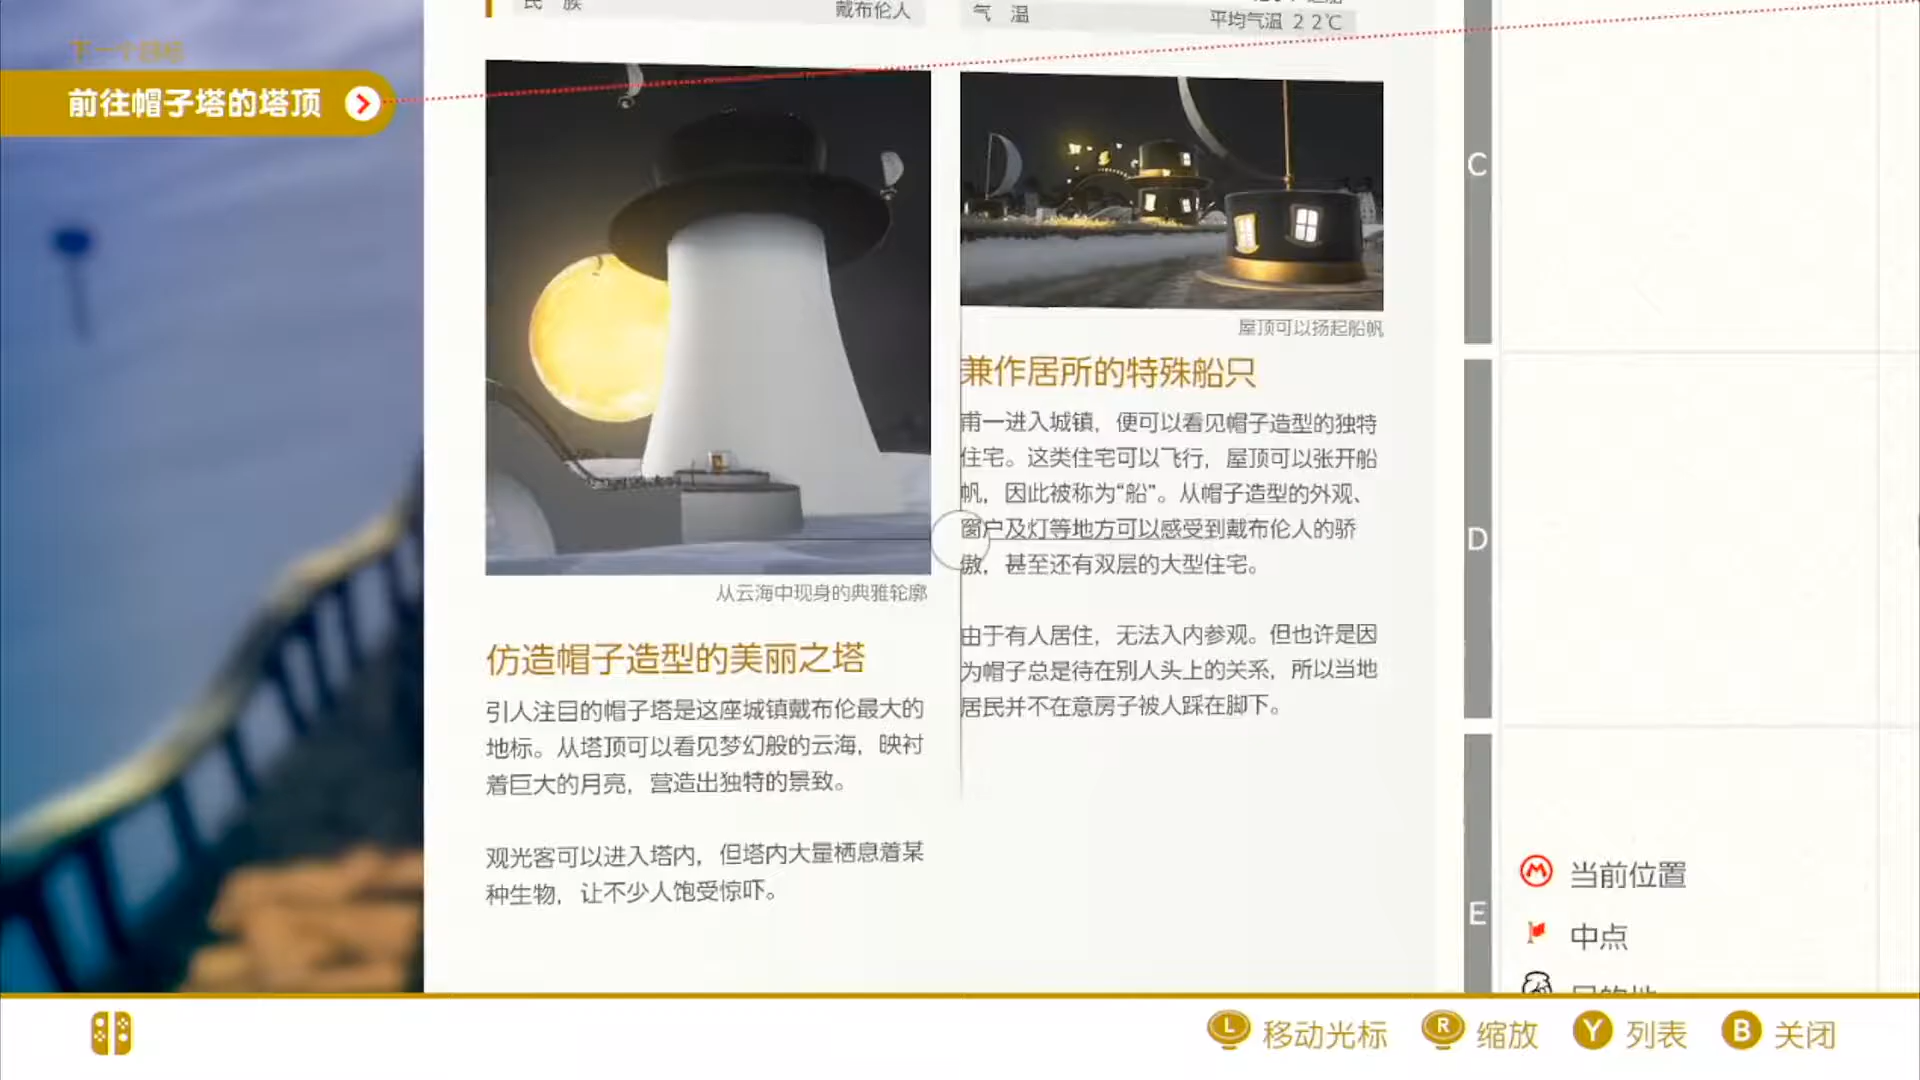 下一个目标
前往帽子塔的塔顶
民 族
戴布伦人
气 温
平均气温 22℃
从云海中现身的典雅轮廓
仿造帽子造型的美丽之塔
引人注目的帽子塔是这座城镇戴布伦最大的
地标。从塔顶可以看见梦幻般的云海，映衬
着巨大的月亮，营造出独特的景致。
观光客可以进入塔内，但塔内大量栖息着某
种生物，让不少人饱受惊吓。
屋顶可以扬起船帆
兼作居所的特殊船只
甫一进入城镇，便可以看见帽子造型的独特
住宅。这类住宅可以飞行，屋顶可以张开船
帆，因此被称为“船”。从帽子造型的外观、
窗户及灯等地方可以感受到戴布伦人的骄
傲，甚至还有双层的大型住宅。
由于有人居住，无法入内参观。但也许是因
为帽子总是待在别人头上的关系，所以当地
居民并不在意房子被人踩在脚下。
C
D
E
当前位置
中点
L 移动光标
R 缩放
Y 列表
B 关闭